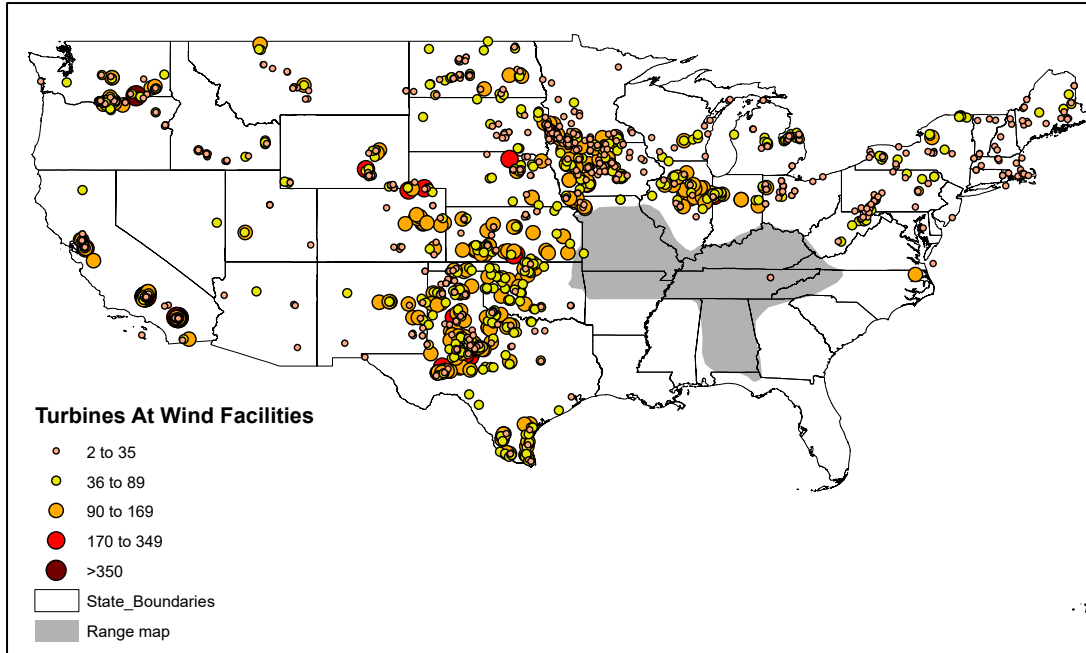 Turbines At Wind Facilities
2 to 35
36 to 89
90 to 169
170 to 349
>350
State_Boundaries
Range map